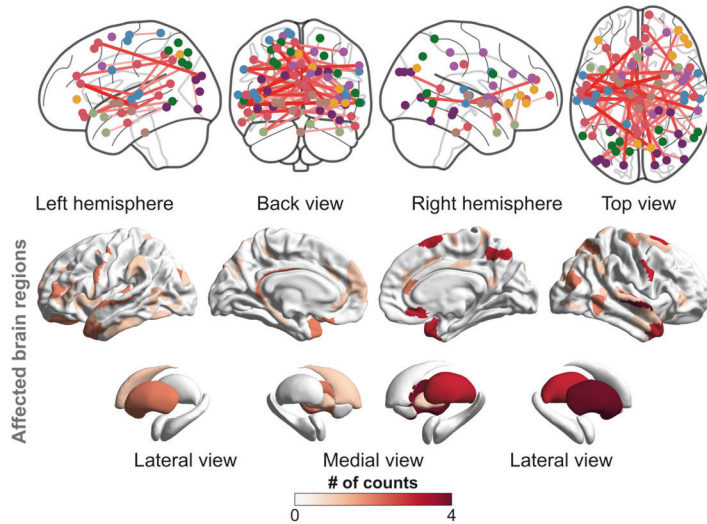 Left hemisphere
Back view
Right hemisphere
Top view
Affected brain regions
Lateral view
Medial view
Lateral view
# of counts
0
4